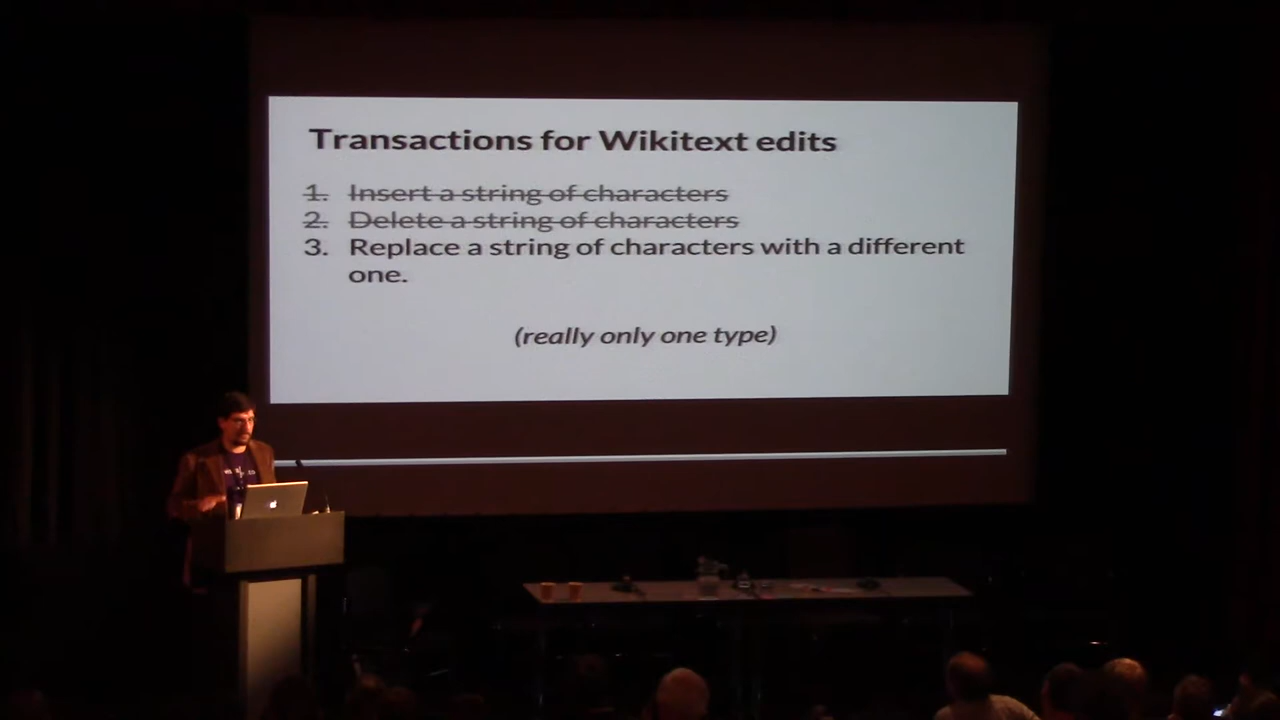 Transactions for Wikitext edits
1. Insert a string of characters
2. Delete a string of characters
3. Replace a string of characters with a different
one.
(really only one type)